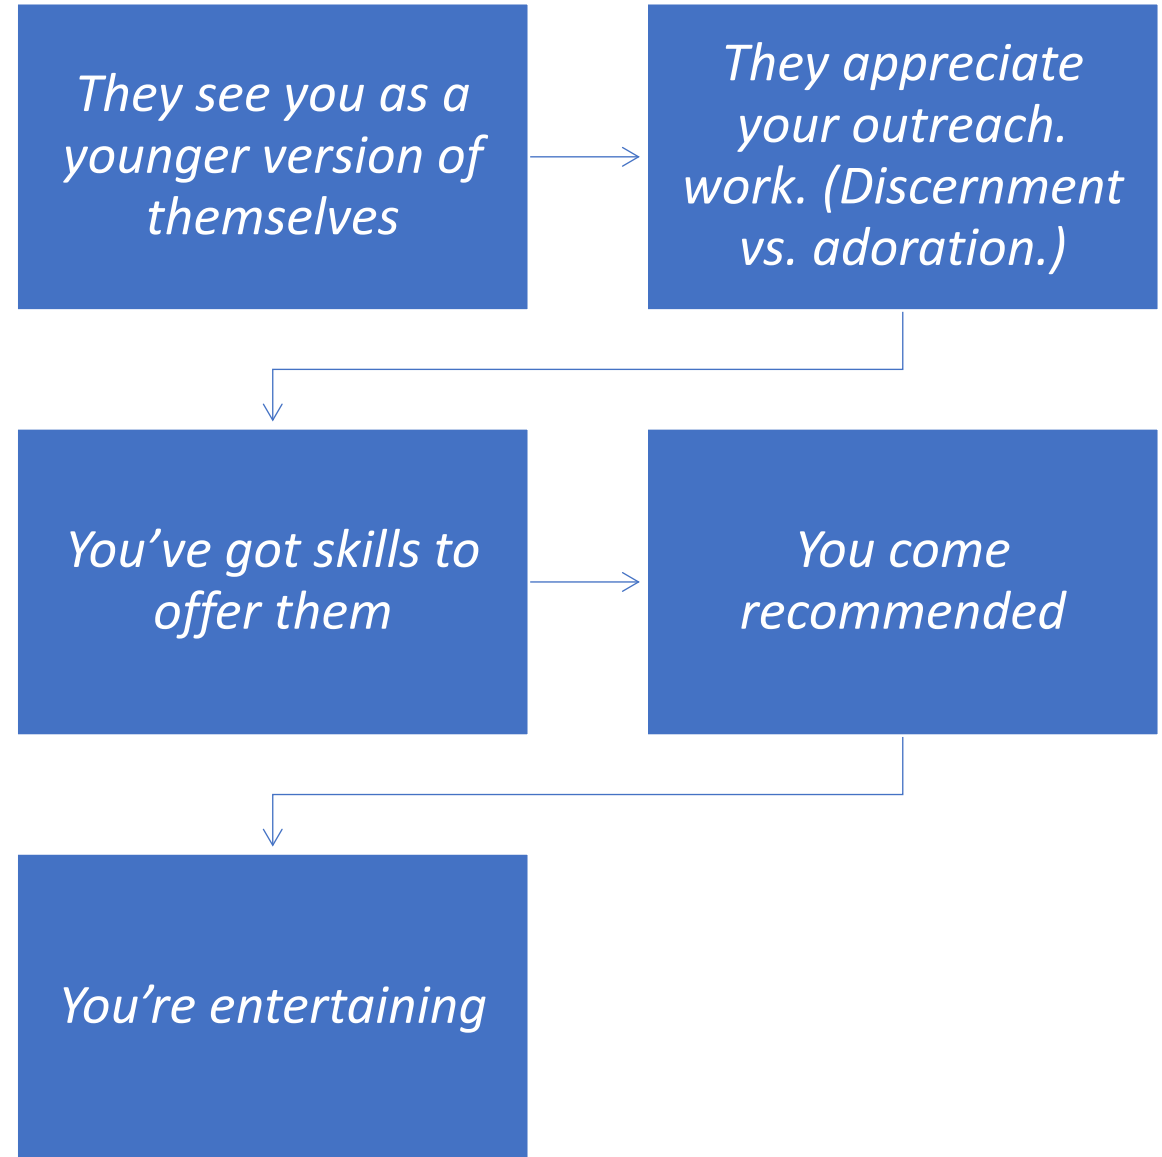 They see you as a
younger version of
themselves
They appreciate
your outreach.
work. (Discernment
vs. adoration.)
You’ve got skills to
offer them
You come
recommended
You’re entertaining